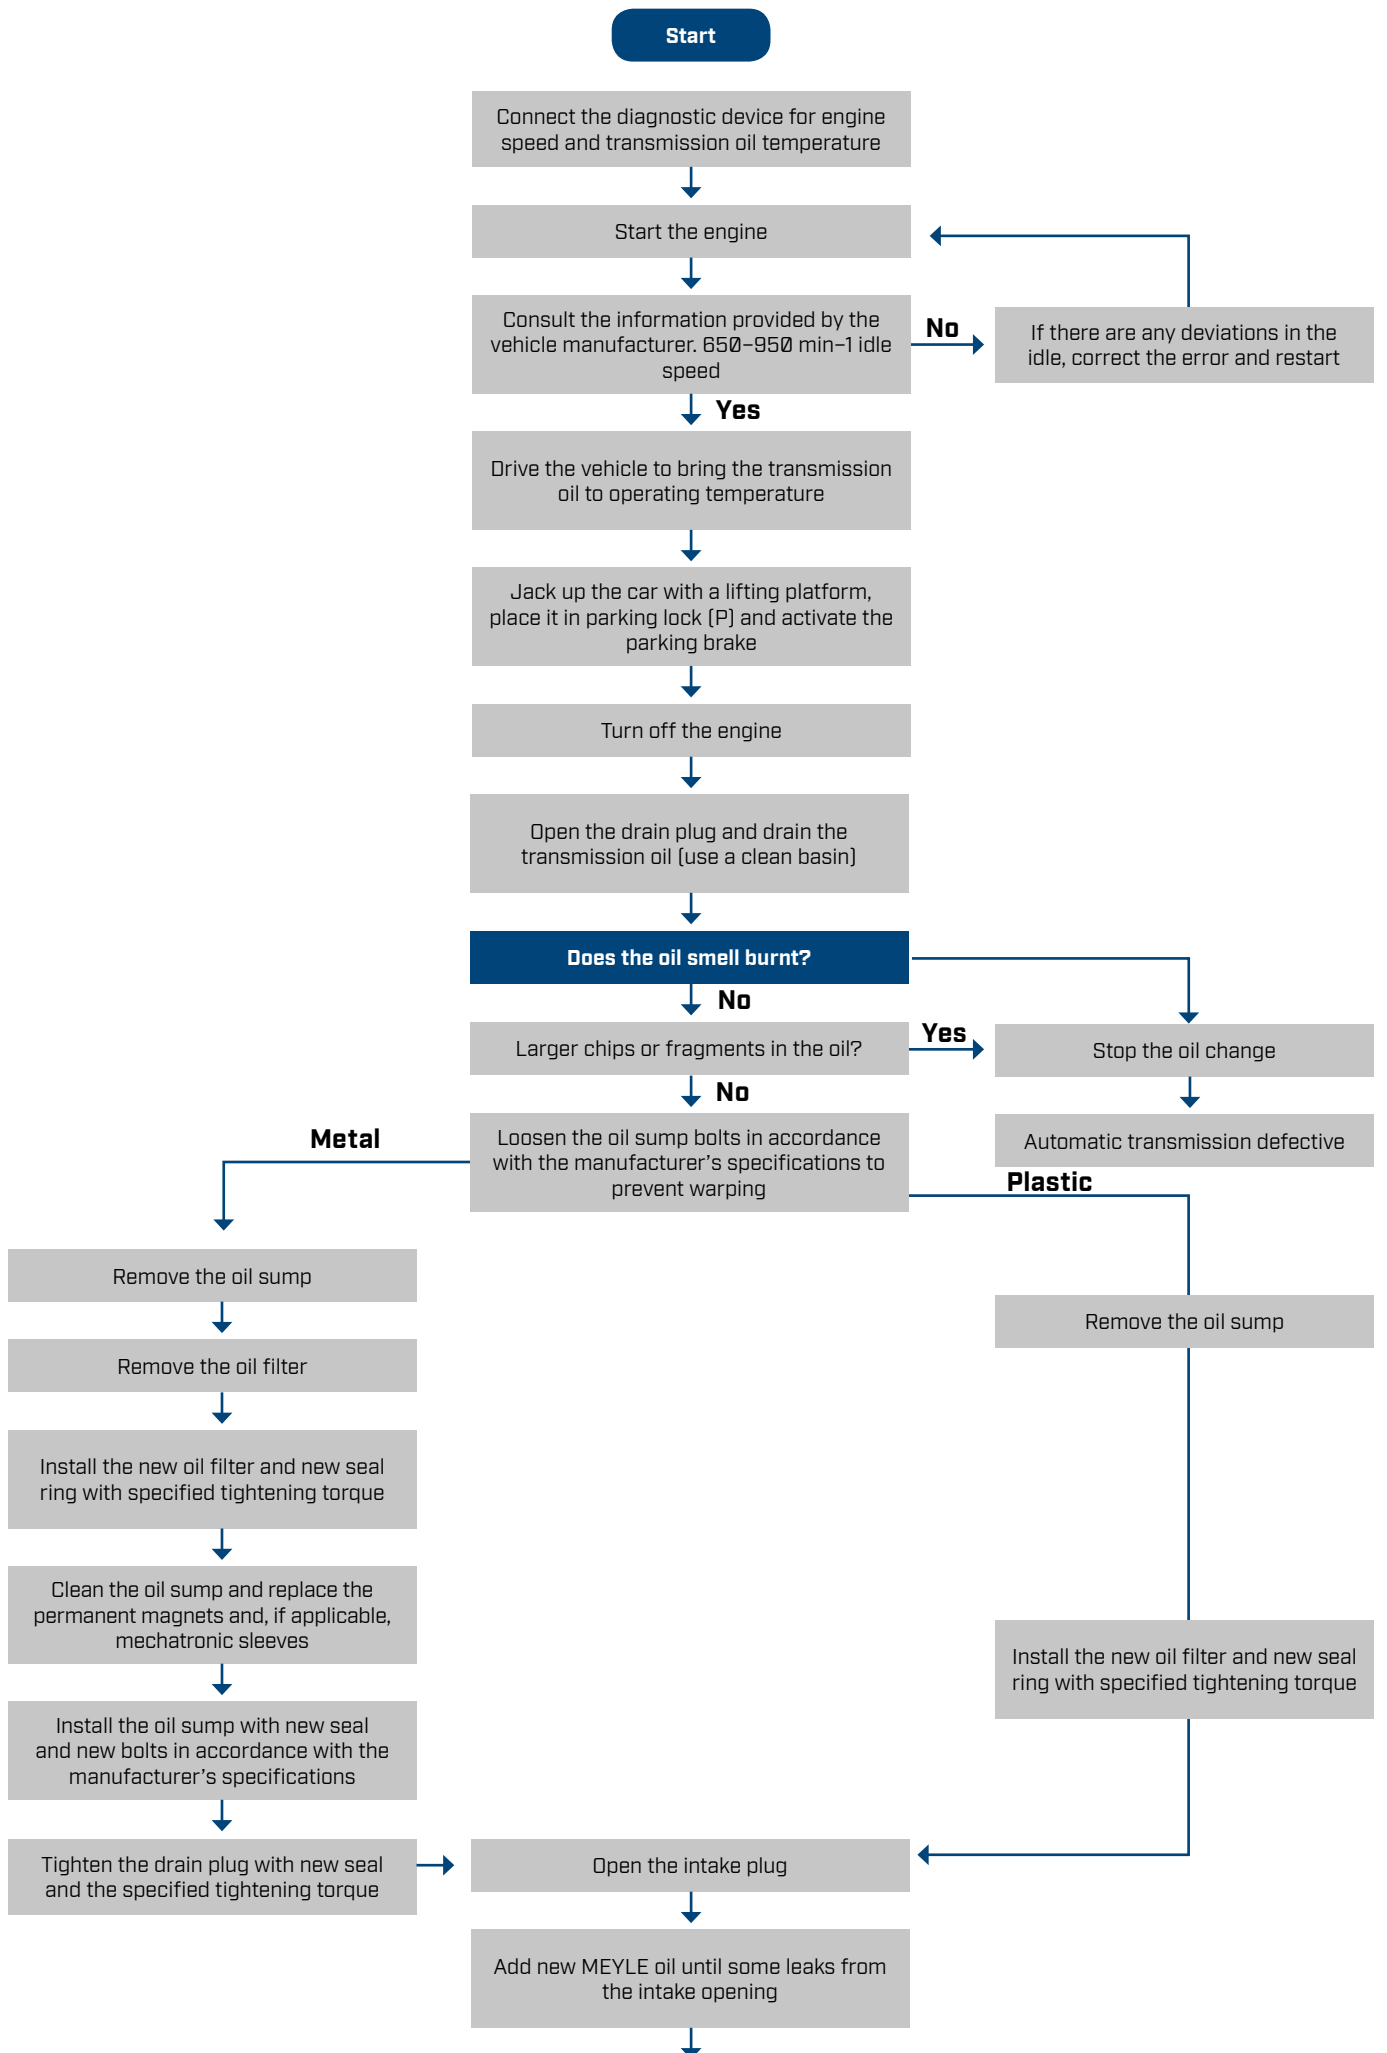 Start
Connect the diagnostic device for engine
speed and transmission oil temperature
Start the engine
Consult the information provided by the
vehicle manufacturer. 650–950 min–1 idle
speed
No
If there are any deviations in the
idle, correct the error and restart
Yes
Drive the vehicle to bring the transmission
oil to operating temperature
Jack up the car with a lifting platform,
place it in parking lock (P) and activate the
parking brake
Turn off the engine
Open the drain plug and drain the
transmission oil (use a clean basin)
Does the oil smell burnt?
No
Larger chips or fragments in the oil?
Yes
Stop the oil change
No
Automatic transmission defective
Metal
Loosen the oil sump bolts in accordance
with the manufacturer’s specifications to
prevent warping
Plastic
Remove the oil sump
Remove the oil filter
Install the new oil filter and new seal
ring with specified tightening torque
Clean the oil sump and replace the
permanent magnets and, if applicable,
mechatronic sleeves
Install the oil sump with new seal
and new bolts in accordance with the
manufacturer’s specifications
Tighten the drain plug with new seal
and the specified tightening torque
Remove the oil sump
Install the new oil filter and new seal
ring with specified tightening torque
Open the intake plug
Add new MEYLE oil until some leaks from
the intake opening